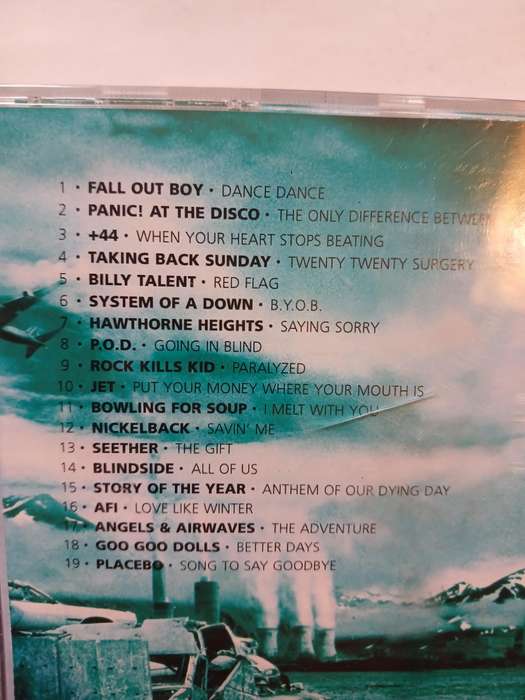 1 • FALL OUT BOY • DANCE DANCE
2 • PANIC! AT THE DISCO • THE ONLY DIFFERENCE BETWEEN
3 • +44 • WHEN YOUR HEART STOPS BEATING
4 • TAKING BACK SUNDAY • TWENTY TWENTY SURGERY
5 • BILLY TALENT • RED FLAG
6 • SYSTEM OF A DOWN • B.Y.O.B.
7 • HAWTHORNE HEIGHTS • SAYING SORRY
8 • P.O.D. • GOING IN BLIND
9 • ROCK KILLS KID • PARALYZED
10 • JET • PUT YOUR MONEY WHERE YOUR MOUTH IS
11 • BOWLING FOR SOUP • I MELT WITH YOU
12 • NICKELBACK • SAVIN' ME
13 • SEETHER • THE GIFT
14 • BLINDSIDE • ALL OF US
15 • STORY OF THE YEAR • ANTHEM OF OUR DYING DAY
16 • AFI • LOVE LIKE WINTER
17 • ANGELS & AIRWAVES • THE ADVENTURE
18 • GOO GOO DOLLS • BETTER DAYS
19 • PLACEBO • SONG TO SAY GOODBYE